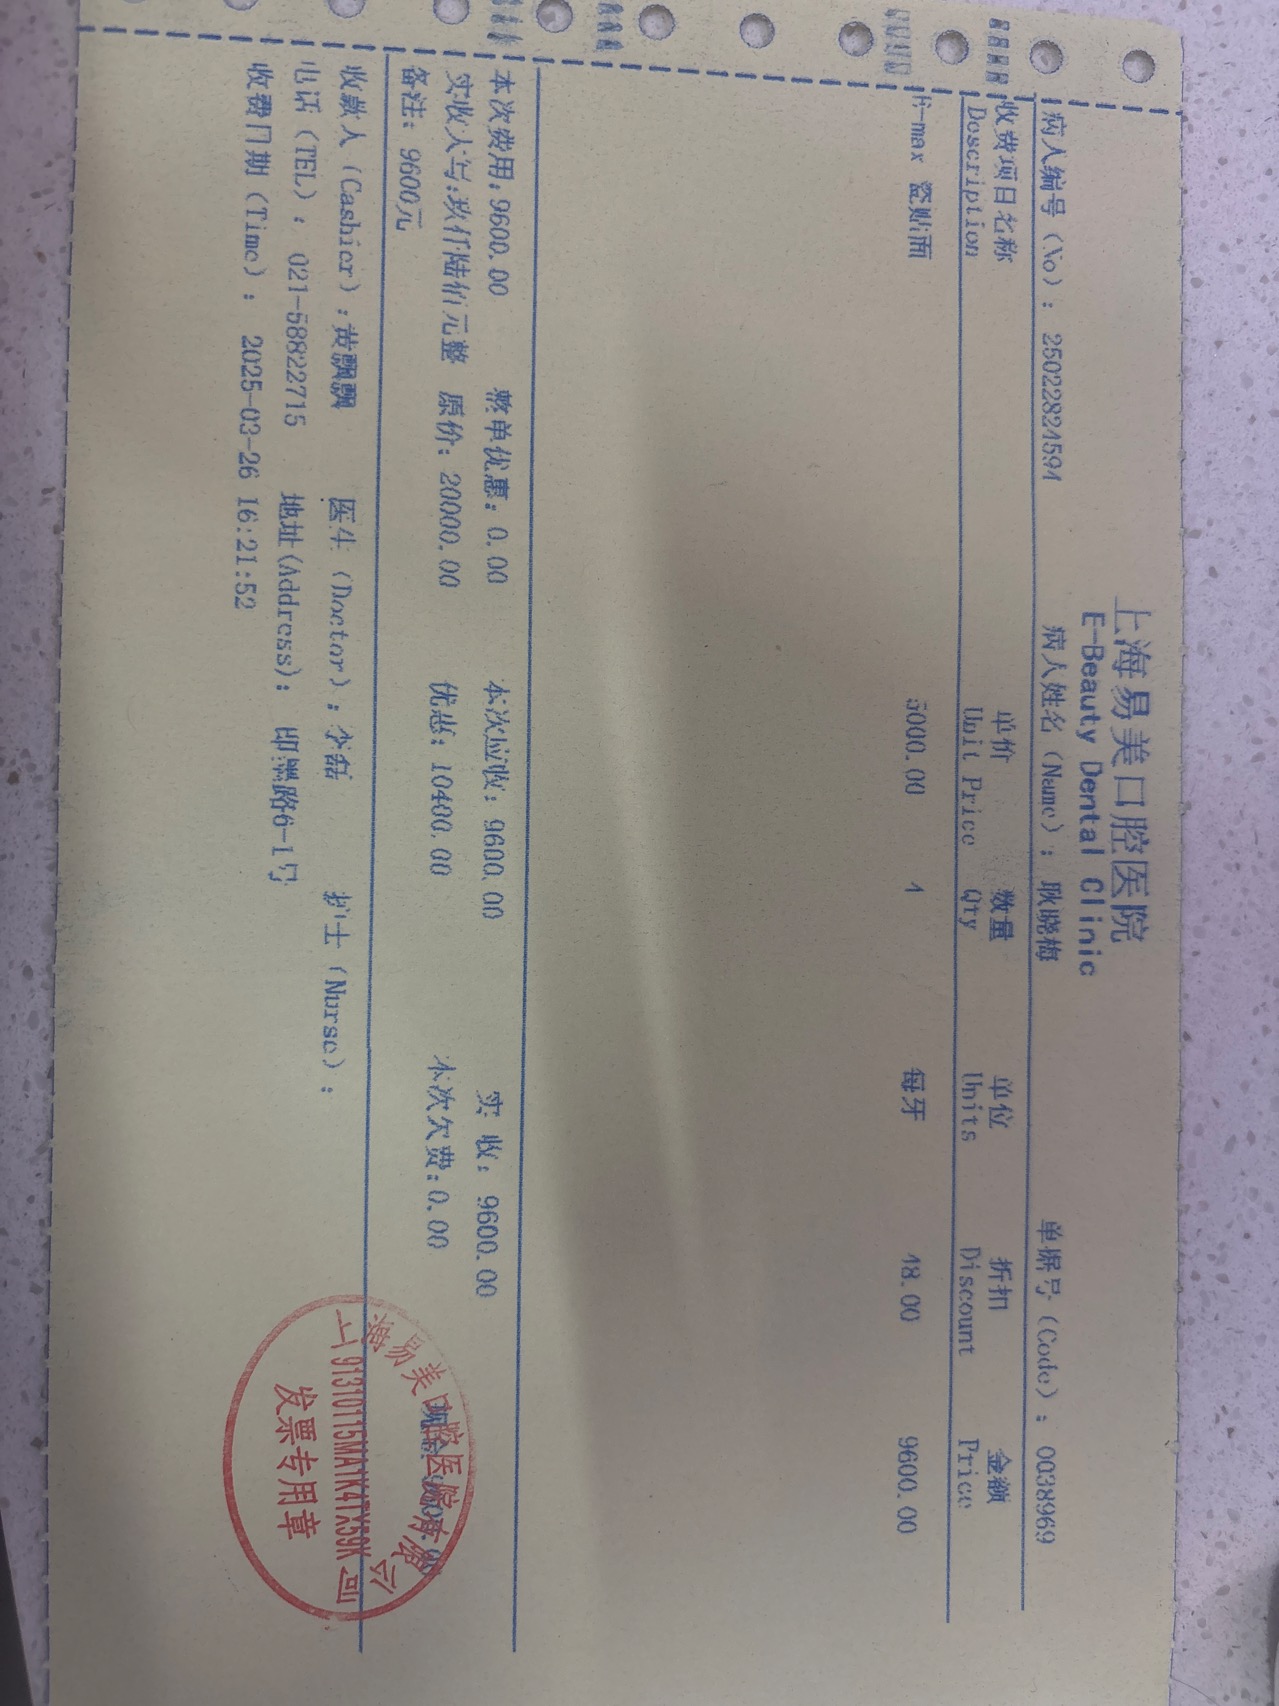 上海易美口腔医院
E-Beauty Dental Clinic
病人编号 (No)： 25022824594 病人姓名 (Name)：耿晓梅 单据号 (Code)： 0038969
收费项目名称 单价 数量 单位 折扣 金额
Description Unit Price Qty Units Discount Price
E-max 瓷贴面 5000.00 4 每牙 48.00 9600.00
本次费用：9600.00 整单优惠：0.00 本次应收：9600.00 实 收：9600.00
实收大写：玖仟陆佰元整 原价：20000.00 优惠：10400.00 本次欠费：0.00
备注：9600元
收款人 (Cashier)：黄飘飘 医生 (Doctor)：李磊 护士 (Nurse)：
电话 (TEL)： 021-58822715 地址(Address)： 即墨路6-1号
收费日期 (Time)： 2025-03-26 16:21:52
上海易美口腔医院有限公司
91310115MA1K4TX59K
发票专用章